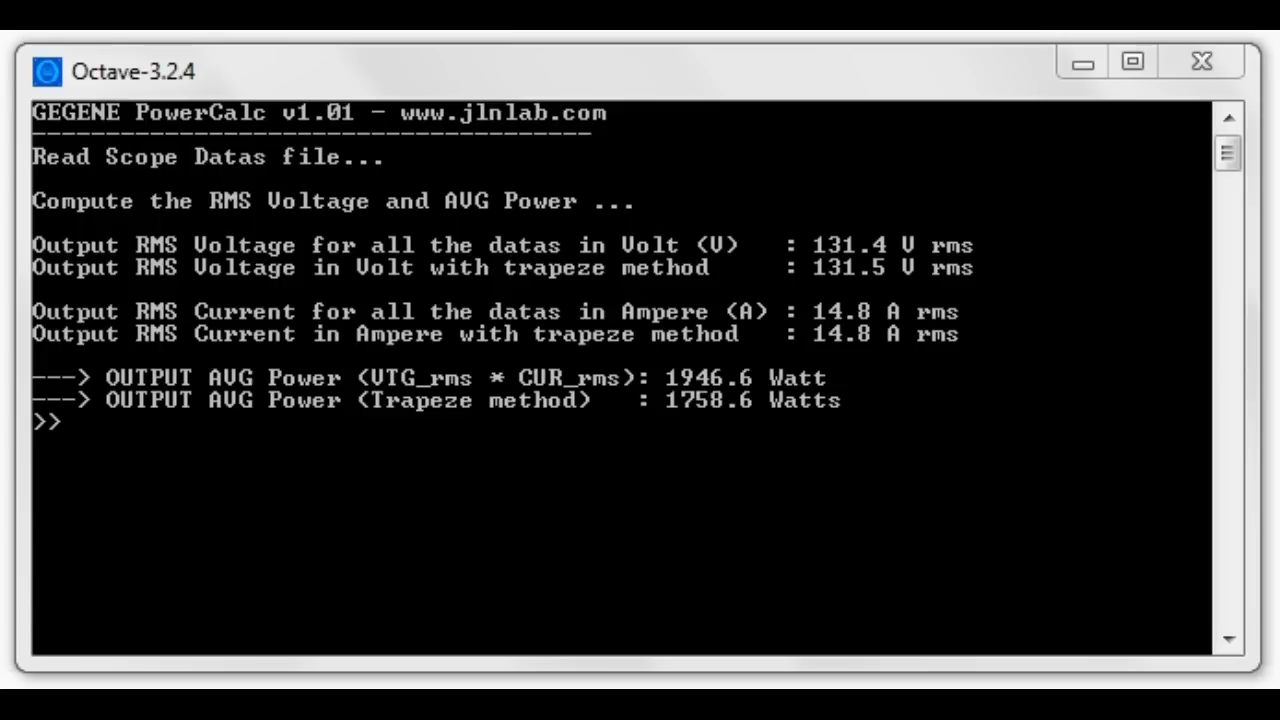 Octave-3.2.4
GEGENE PowerCalc v1.01 - www.jlnlab.com
--------------------------------------
Read Scope Datas file...
Compute the RMS Voltage and AVG Power ...
Output RMS Voltage for all the datas in Volt (V)   : 131.4 V rms
Output RMS Voltage in Volt with trapeze method     : 131.5 V rms
Output RMS Current for all the datas in Ampere (A) : 14.8 A rms
Output RMS Current in Ampere with trapeze method   : 14.8 A rms
---> OUTPUT AVG Power (VTG_rms * CUR_rms): 1946.6 Watt
---> OUTPUT AVG Power (Trapeze method)   : 1758.6 Watts
>>